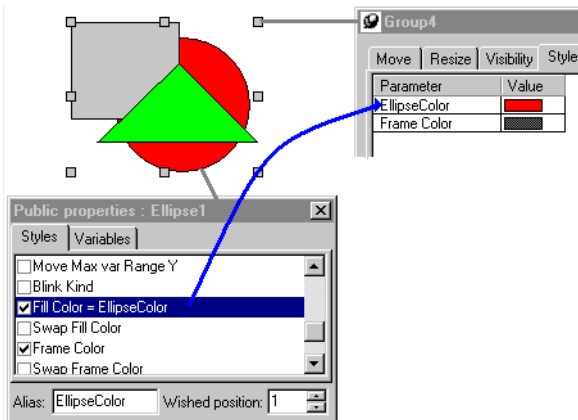 Group4
Move Resize Visibility Style
Parameter Value
EllipseColor
Frame Color
Public properties : Ellipse1
Styles Variables
Move Max var Range Y
Blink Kind
Fill Color = EllipseColor
Swap Fill Color
Frame Color
Swap Frame Color
Alias: EllipseColor Wished position: 1